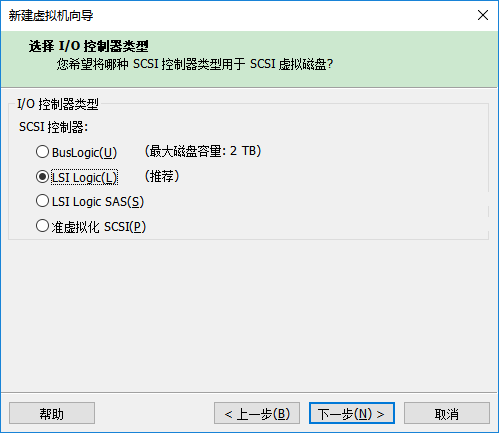 新建虚拟机向导
选择 I/O 控制器类型
您希望将哪种 SCSI 控制器类型用于 SCSI 虚拟磁盘?
I/O 控制器类型
SCSI 控制器:
BusLogic(U) (最大磁盘容量: 2 TB)
LSI Logic(L) (推荐)
LSI Logic SAS(S)
准虚拟化 SCSI(P)
帮助 < 上一步(B) 下一步(N) > 取消